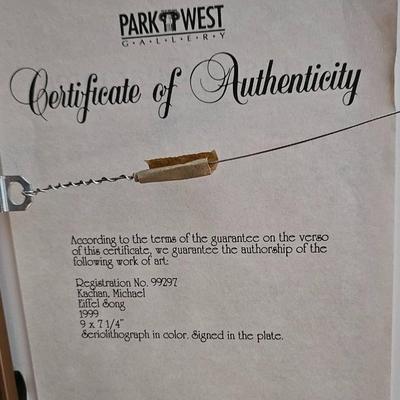 PARK WEST
G·A·L·L·E·R·Y
Certificate of Authenticity
According to the terms of the guarantee on the verso
of this certificate, we guarantee the authorship of the
following work of art:
Registration No. 99297
Kachan, Michael
Eiffel Song
1999
9 x 7 1/4"
Seriolithograph in color. Signed in the plate.